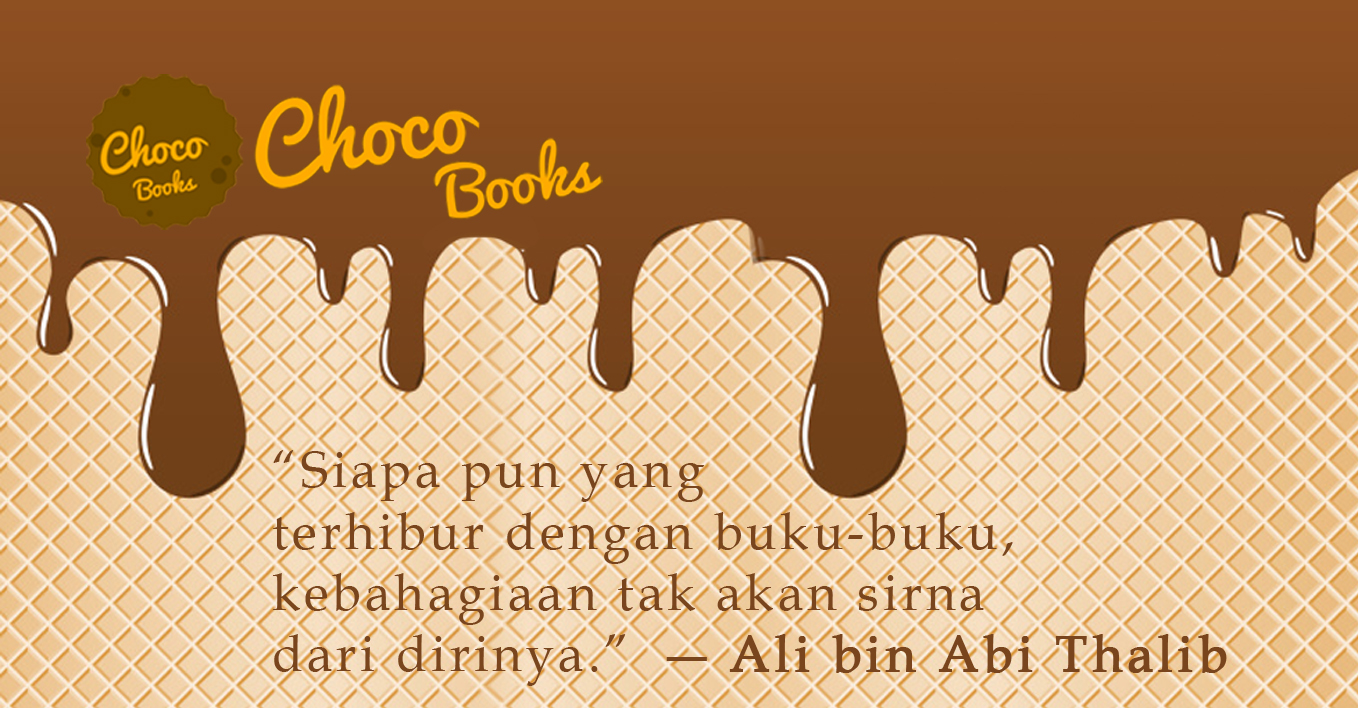 Choco
Books
Choco
Books
“Siapa pun yang
terhibur dengan buku-buku,
kebahagiaan tak akan sirna
dari dirinya.” — Ali bin Abi Thalib